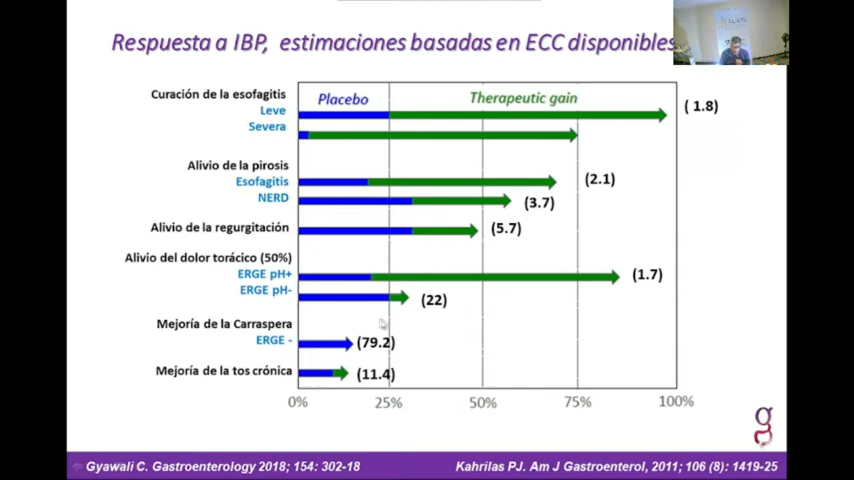 Respuesta a IBP, estimaciones basadas en ECC disponibles
Placebo
Therapeutic gain
Curación de la esofagitis
Leve
( 1.8)
Severa
Alivio de la pirosis
Esofagitis
(2.1)
NERD
(3.7)
Alivio de la regurgitación
(5.7)
Alivio del dolor torácico (50%)
ERGE pH+
(1.7)
ERGE pH-
(22)
Mejoría de la Carraspera
ERGE -
(79.2)
Mejoría de la tos crónica
(11.4)
0% 25% 50% 75% 100%
Gyawali C. Gastroenterology 2018; 154: 302-18
Kahrilas PJ. Am J Gastroenterol, 2011; 106 (8): 1419-25